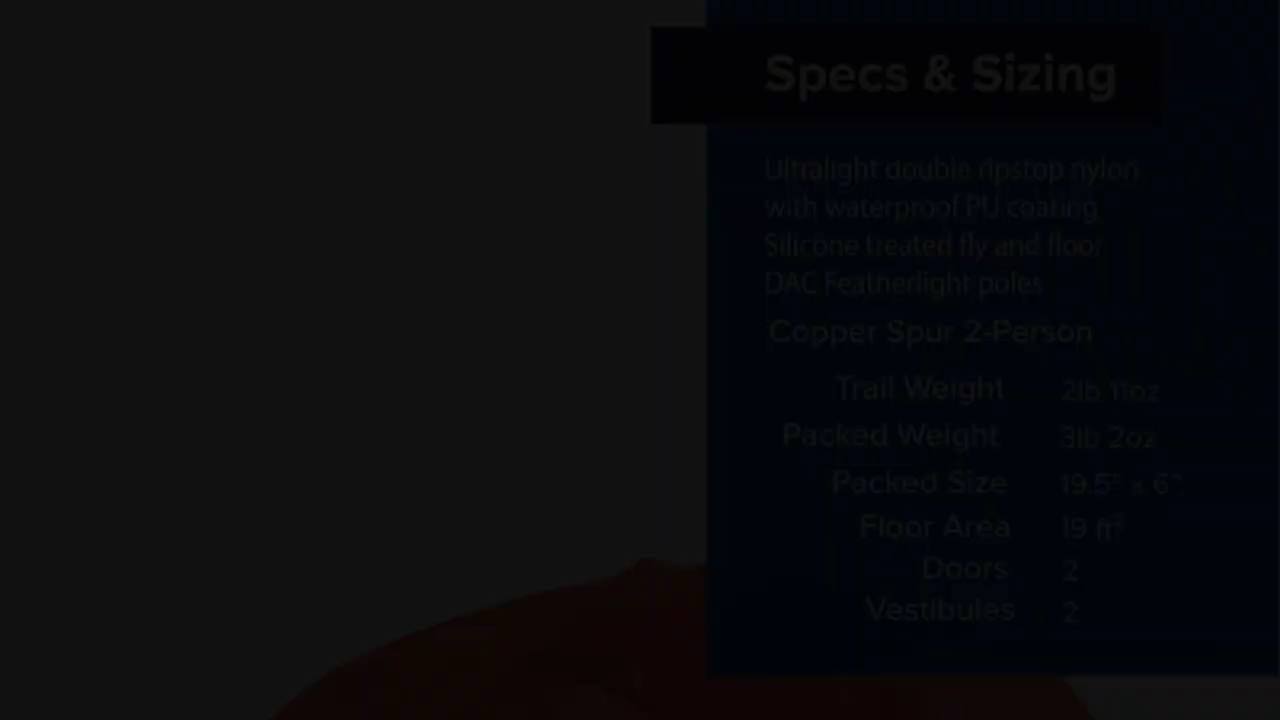 Specs & Sizing
Ultralight double ripstop nylon
with waterproof PU coating
Silicone treated fly and floor
DAC Featherlight poles
Copper Spur 2-Person
Trail Weight 2lb 11oz
Packed Weight 3lb 2oz
Packed Size 19.5" x 6"
Floor Area 19 ft²
Doors 2
Vestibules 2